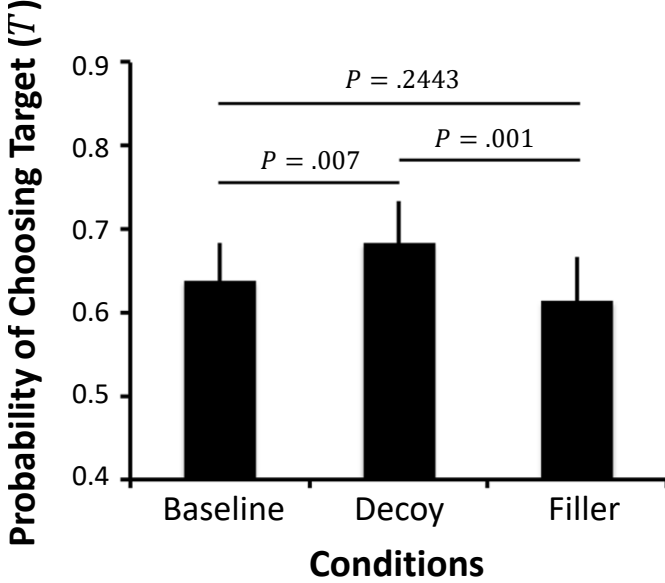 Probability of Choosing Target (T)
0.9
0.8
0.7
0.6
0.5
0.4
P = .2443
P = .007
P = .001
Baseline
Decoy
Filler
Conditions